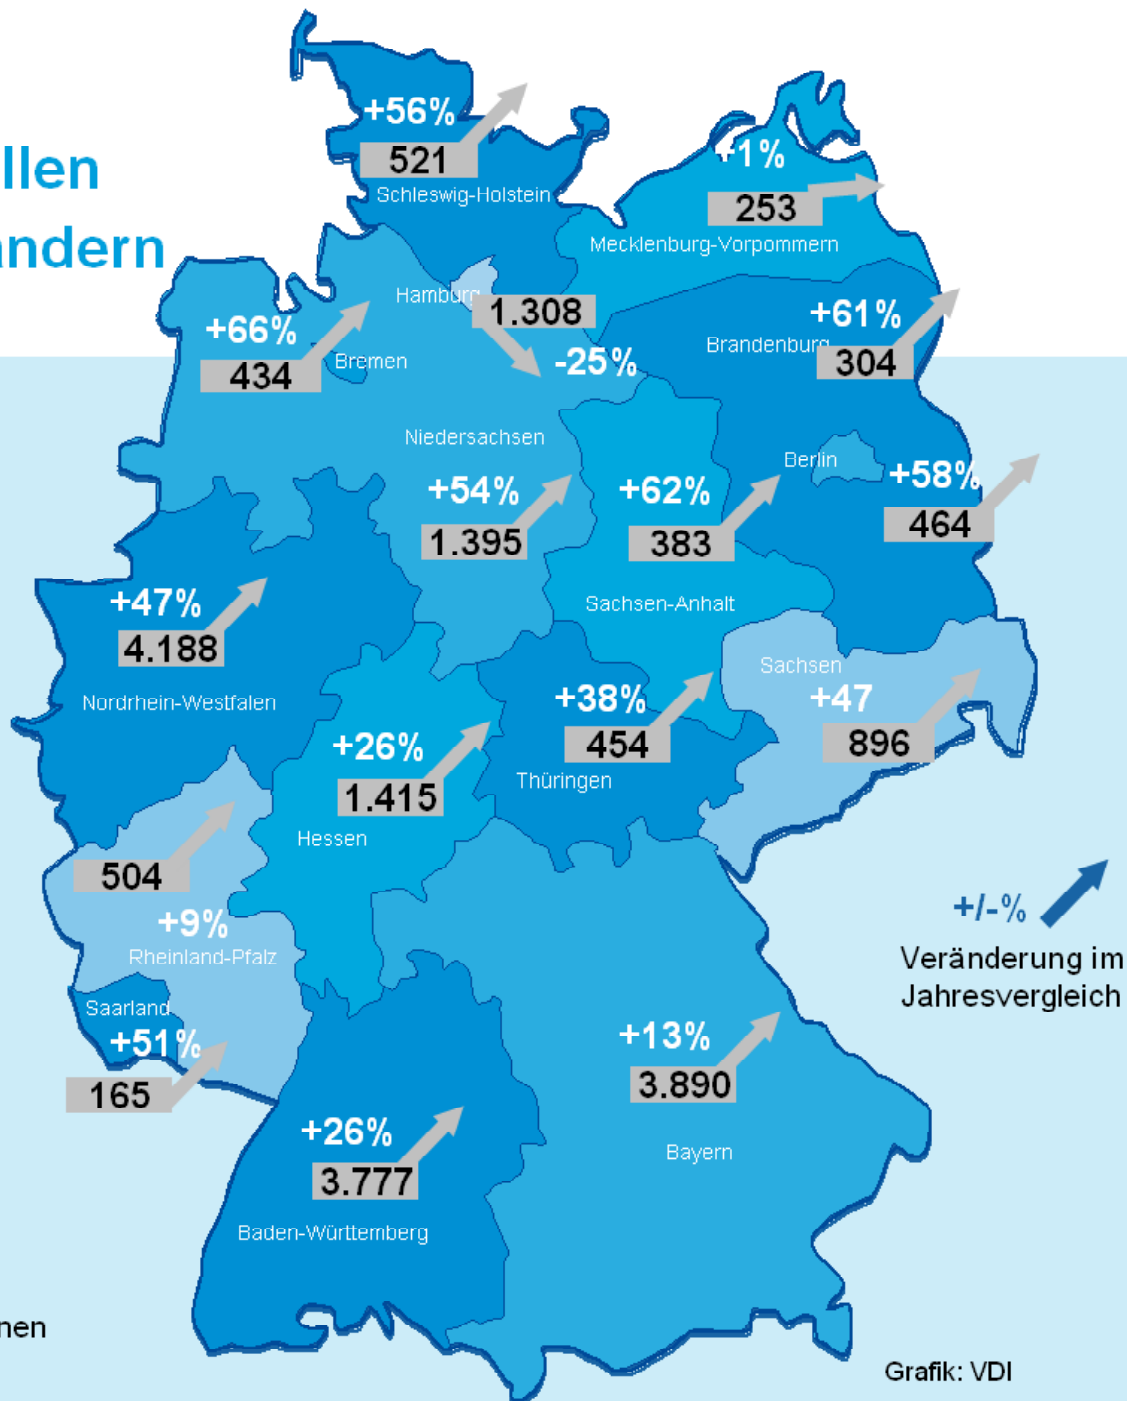 llen
andern
+56%
521
Schleswig-Holstein
+1%
253
Mecklenburg-Vorpommern
Hamburg
1.308
-25%
+66%
434
Bremen
+61%
Brandenburg
304
Niedersachsen
+54%
1.395
+62%
383
Sachsen-Anhalt
Berlin
+58%
464
+47%
4.188
Nordrhein-Westfalen
+38%
454
Thüringen
Sachsen
+47
896
+26%
1.415
Hessen
504
+9%
Rheinland-Pfalz
Saarland
+51%
165
+/-%
Veränderung im
Jahresvergleich
+13%
3.890
Bayern
+26%
3.777
Baden-Württemberg
nen
Grafik: VDI